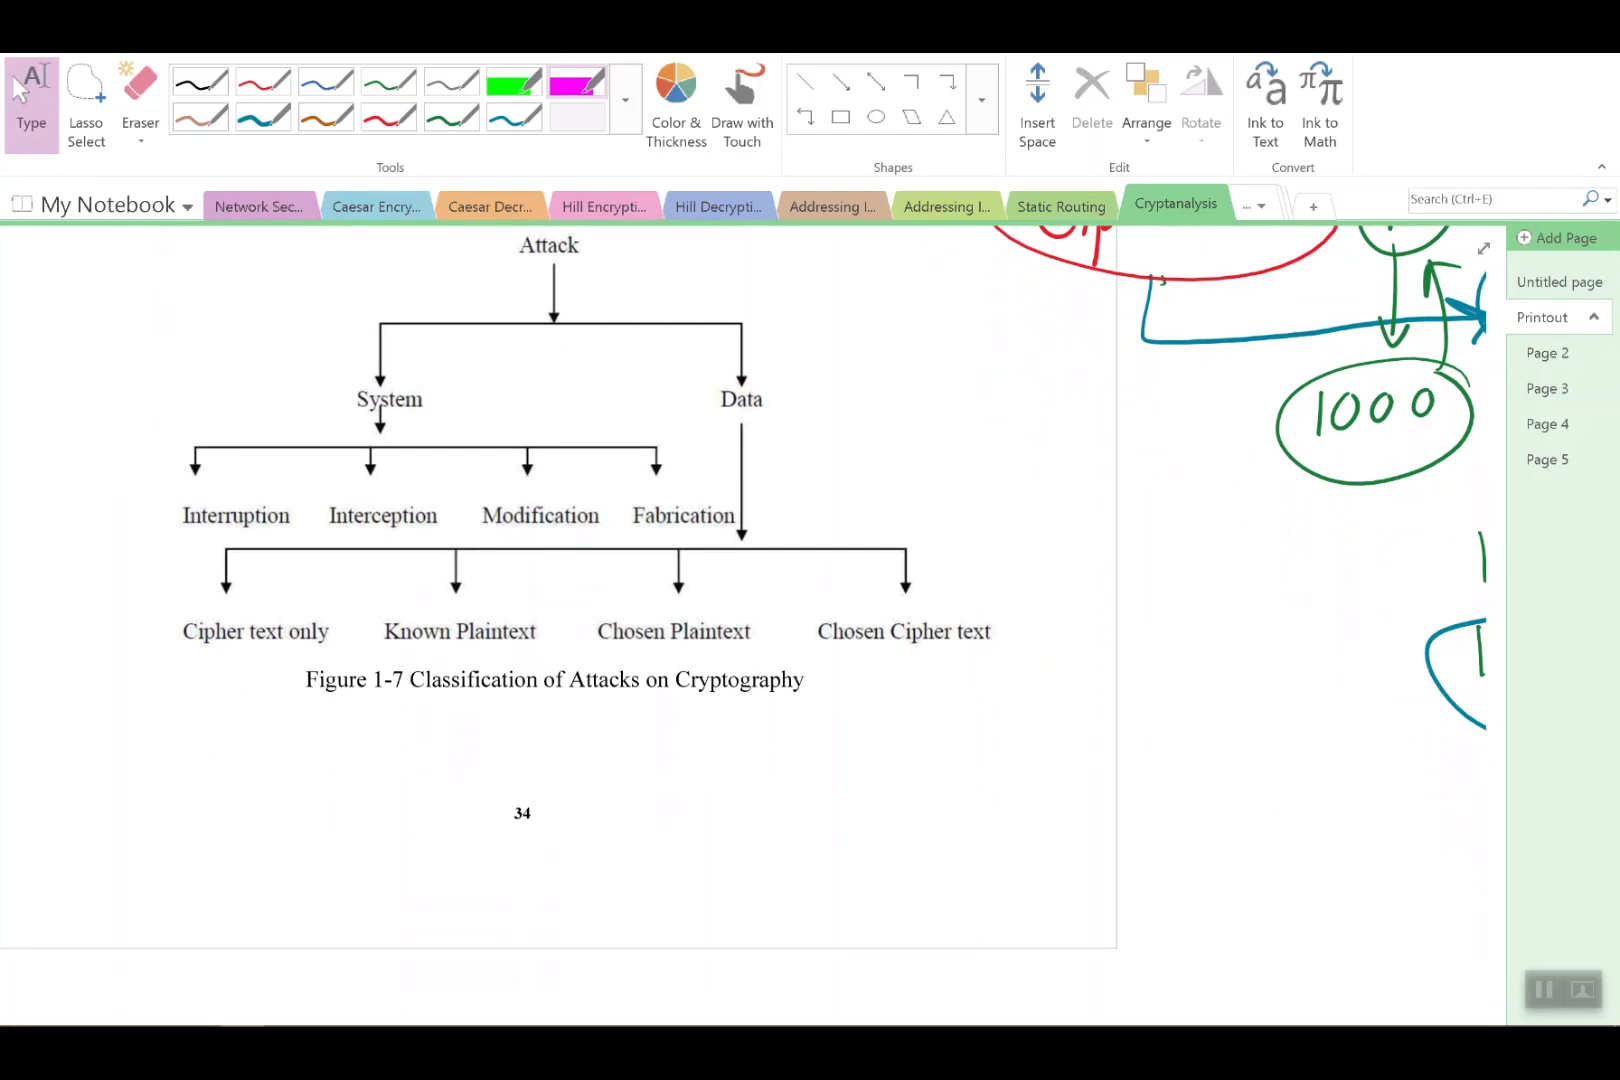 Type
Lasso
Select
Eraser
Color &
Thickness
Draw with
Touch
Insert
Space
Delete
Arrange
Rotate
Ink to
Text
Ink to
Math
Tools
Shapes
Edit
Convert
My Notebook
Network Sec...
Caesar Encry...
Caesar Decr...
Hill Encrypti...
Hill Decrypti...
Addressing I...
Addressing I...
Static Routing
Cryptanalysis
...
Search (Ctrl+E)
Add Page
Untitled page
Printout
Page 2
Page 3
Page 4
Page 5
Attack
System
Data
Interruption
Interception
Modification
Fabrication
Cipher text only
Known Plaintext
Chosen Plaintext
Chosen Cipher text
Figure 1-7 Classification of Attacks on Cryptography
34
1000